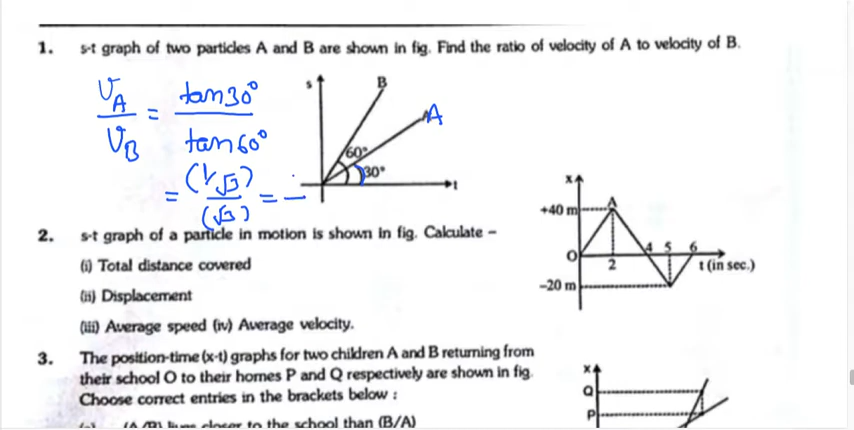 1. s-t graph of two particles A and B are shown in fig. Find the ratio of velocity of A to velocity of B.
V_A / V_B = tan30° / tan60°
= (1/√3) / (√3) = –
s
B
A
60°
30°
t
2. s-t graph of a particle in motion is shown in fig. Calculate –
(i) Total distance covered
(ii) Displacement
(iii) Average speed (iv) Average velocity.
x
+40 m
A
O
2
4 5 6
t (in sec.)
–20 m
3. The position-time (x-t) graphs for two children A and B returning from
their school O to their homes P and Q respectively are shown in fig.
Choose correct entries in the brackets below :
x
Q
P
(A/B) lives closer to the school than (B/A)